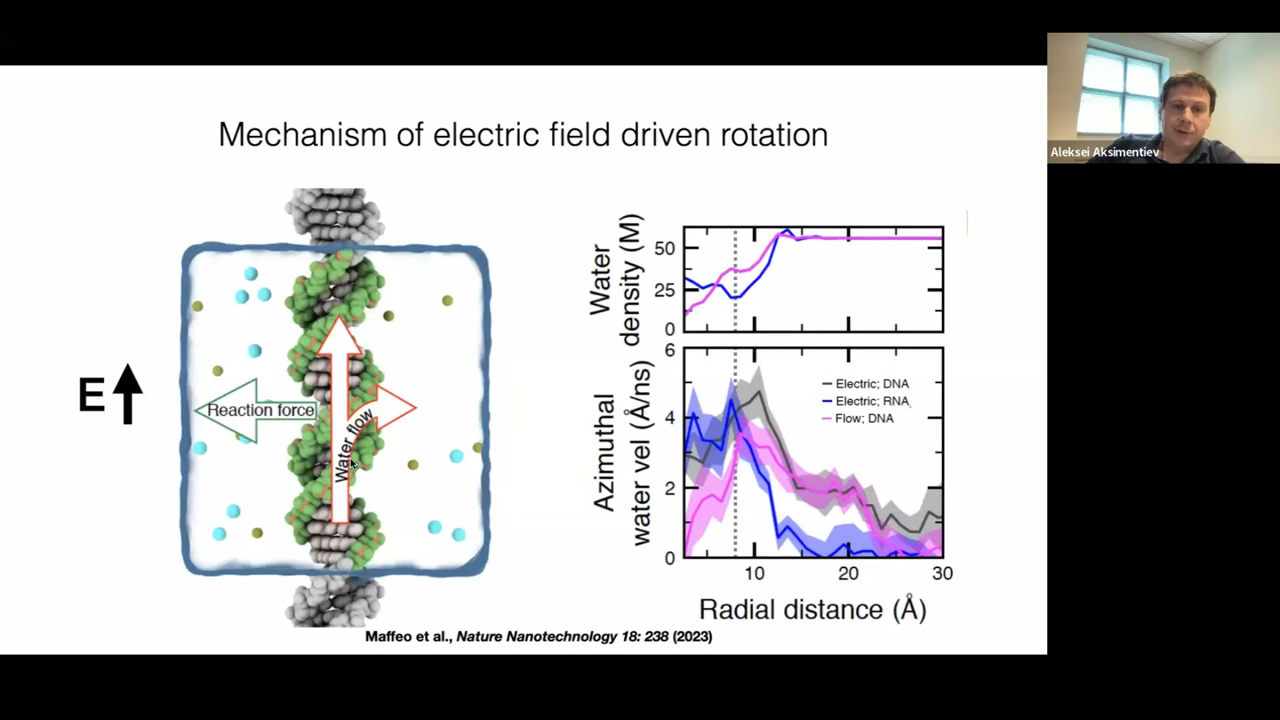 Mechanism of electric field driven rotation
Aleksei Aksimentiev
E
Reaction force
Water flow
Water
density (M)
50
25
0
Azimuthal
water vel (Å/ns)
6
4
2
0
Electric; DNA
Electric; RNA
Flow; DNA
10
20
30
Radial distance (Å)
Maffeo et al., Nature Nanotechnology 18: 238 (2023)